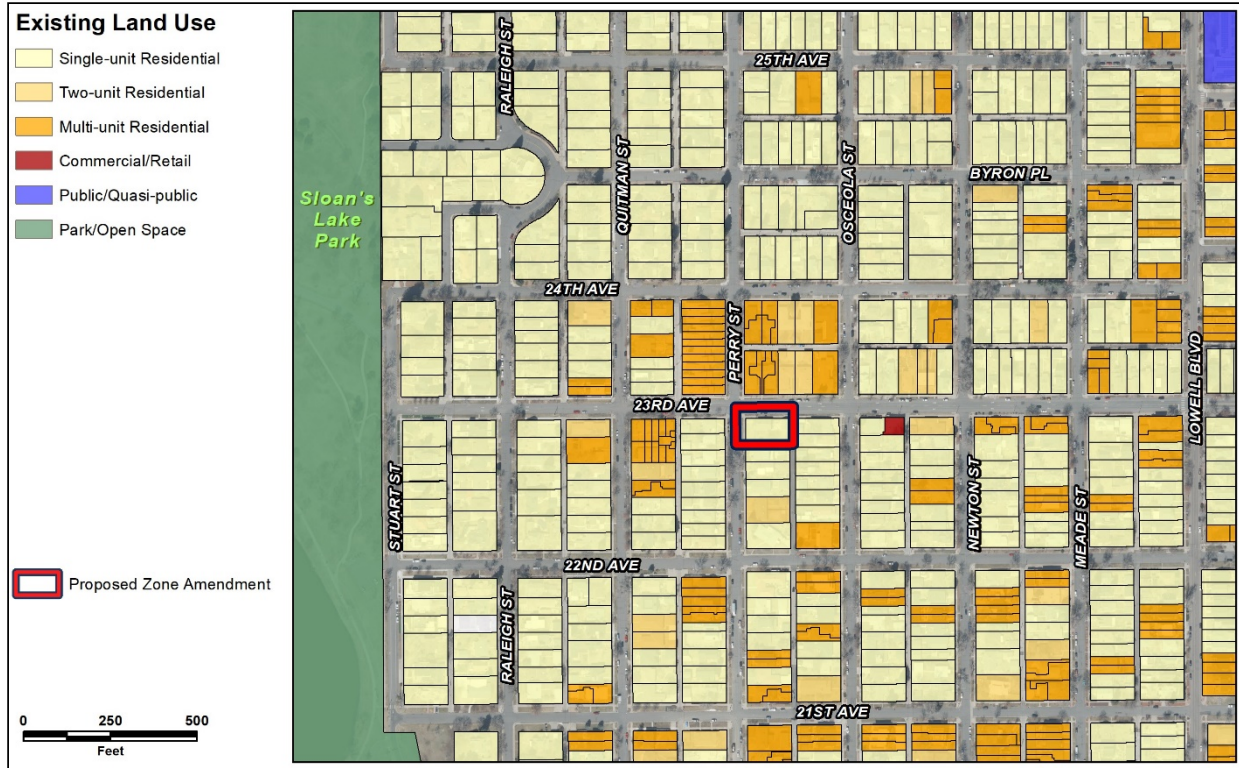 Existing Land Use
Single-unit Residential
Two-unit Residential
Multi-unit Residential
Commercial/Retail
Public/Quasi-public
Park/Open Space
Proposed Zone Amendment
0 250 500
Feet
Sloan's
Lake
Park
RALEIGH ST
25TH AVE
QUITMAN ST
OSCEOLA ST
BYRON PL
24TH AVE
PERRY ST
LOWELL BLVD
23RD AVE
STUART ST
NEWTON ST
MEADE ST
22ND AVE
RALEIGH ST
21ST AVE